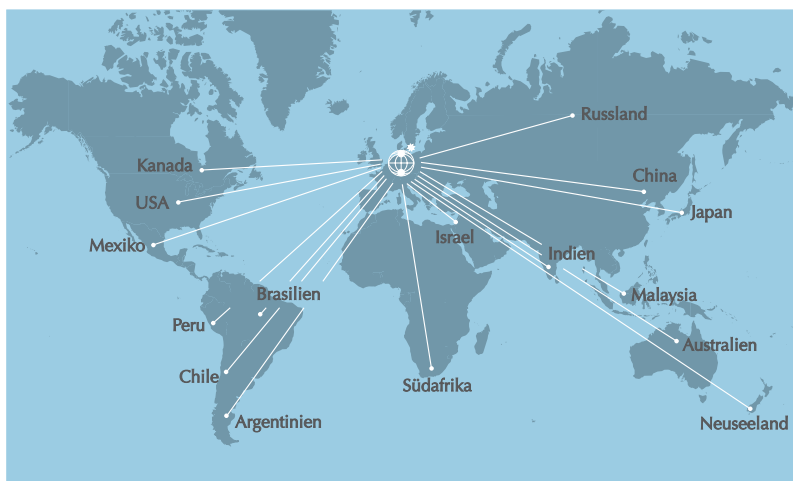 Russland
Kanada
China
USA
Japan
Israel
Mexiko
Indien
Brasilien
Malaysia
Peru
Australien
Chile
Südafrika
Argentinien
Neuseeland